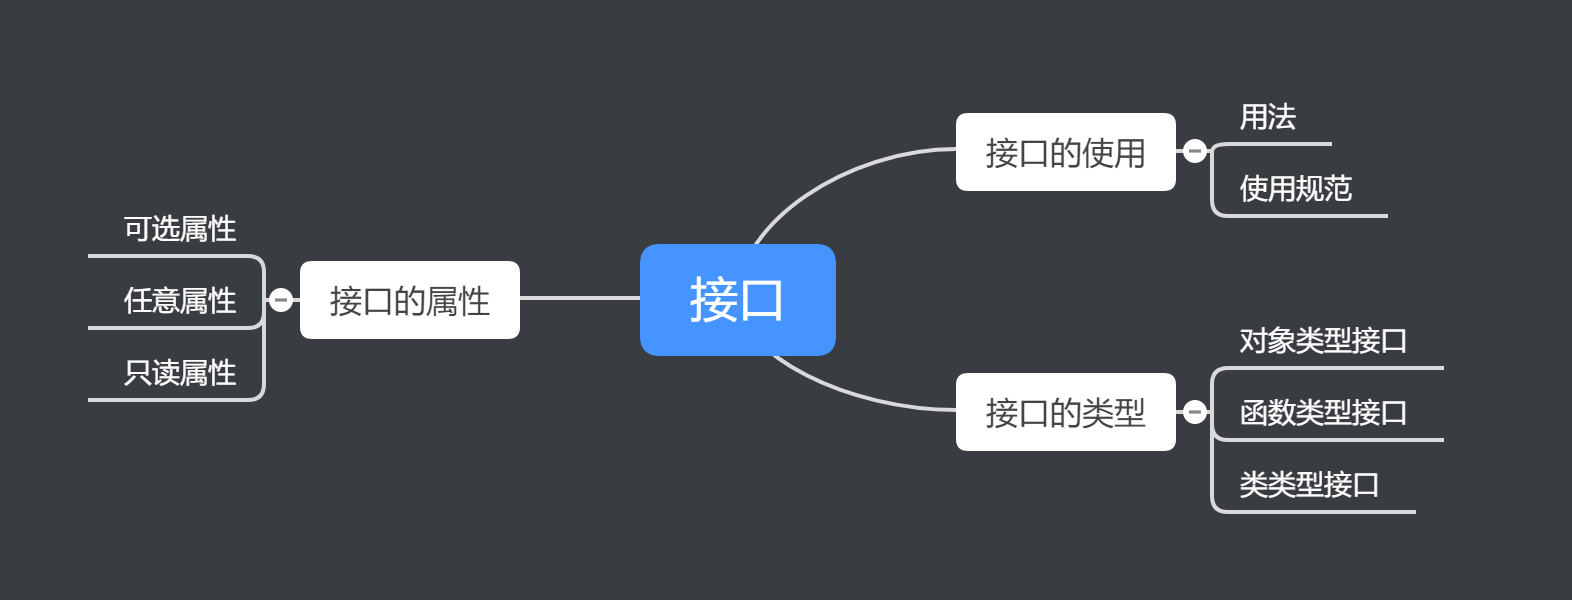 接口
接口的使用
用法
使用规范
接口的类型
对象类型接口
函数类型接口
类类型接口
接口的属性
可选属性
任意属性
只读属性